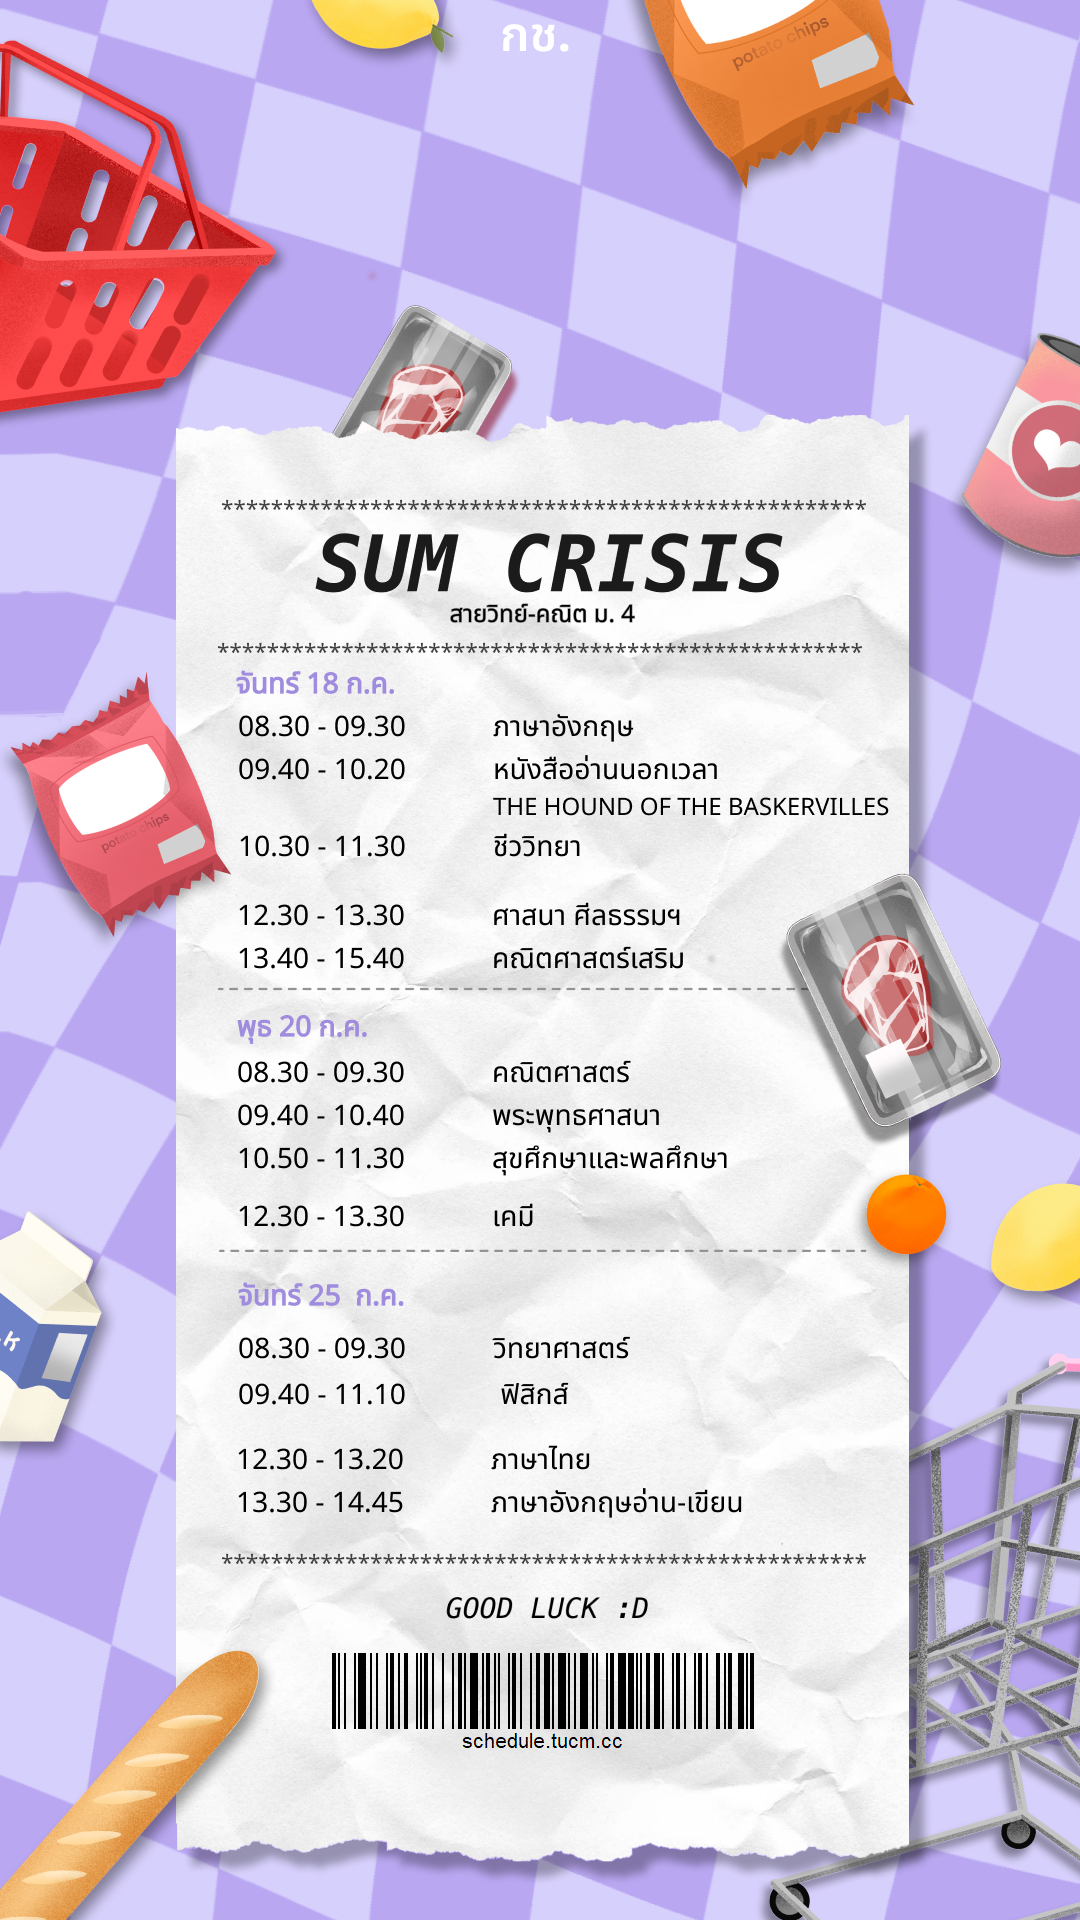 กช.
potato chips
**************************************************
SUM CRISIS
สายวิทย์-คณิต ม. 4
**************************************************
จันทร์ 18 ก.ค.
08.30 - 09.30 ภาษาอังกฤษ
09.40 - 10.20 หนังสืออ่านนอกเวลา
THE HOUND OF THE BASKERVILLES
potato chips
10.30 - 11.30 ชีววิทยา
12.30 - 13.30 ศาสนา ศีลธรรมฯ
13.40 - 15.40 คณิตศาสตร์เสริม
พุธ 20 ก.ค.
08.30 - 09.30 คณิตศาสตร์
09.40 - 10.40 พระพุทธศาสนา
10.50 - 11.30 สุขศึกษาและพลศึกษา
12.30 - 13.30 เคมี
จันทร์ 25 ก.ค.
08.30 - 09.30 วิทยาศาสตร์
09.40 - 11.10 ฟิสิกส์
12.30 - 13.20 ภาษาไทย
13.30 - 14.45 ภาษาอังกฤษอ่าน-เขียน
**************************************************
GOOD LUCK :D
schedule.tucm.cc